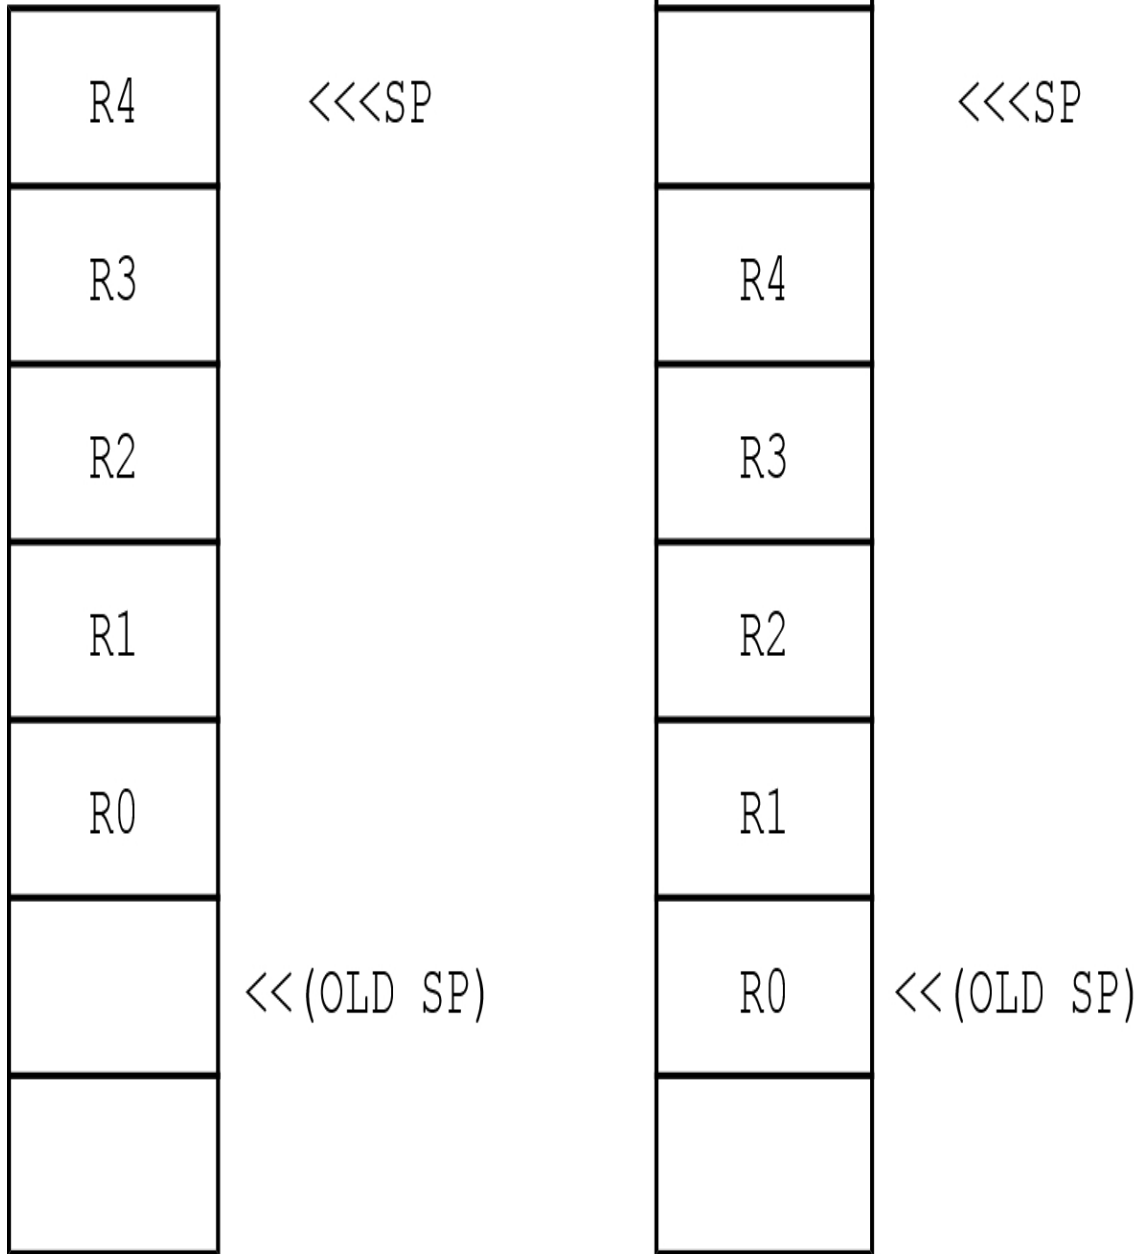 R4 <<<SP <<<SP
R3 R4
R2 R3
R1 R2
R0 R1
<<(OLD SP) R0 <<(OLD SP)